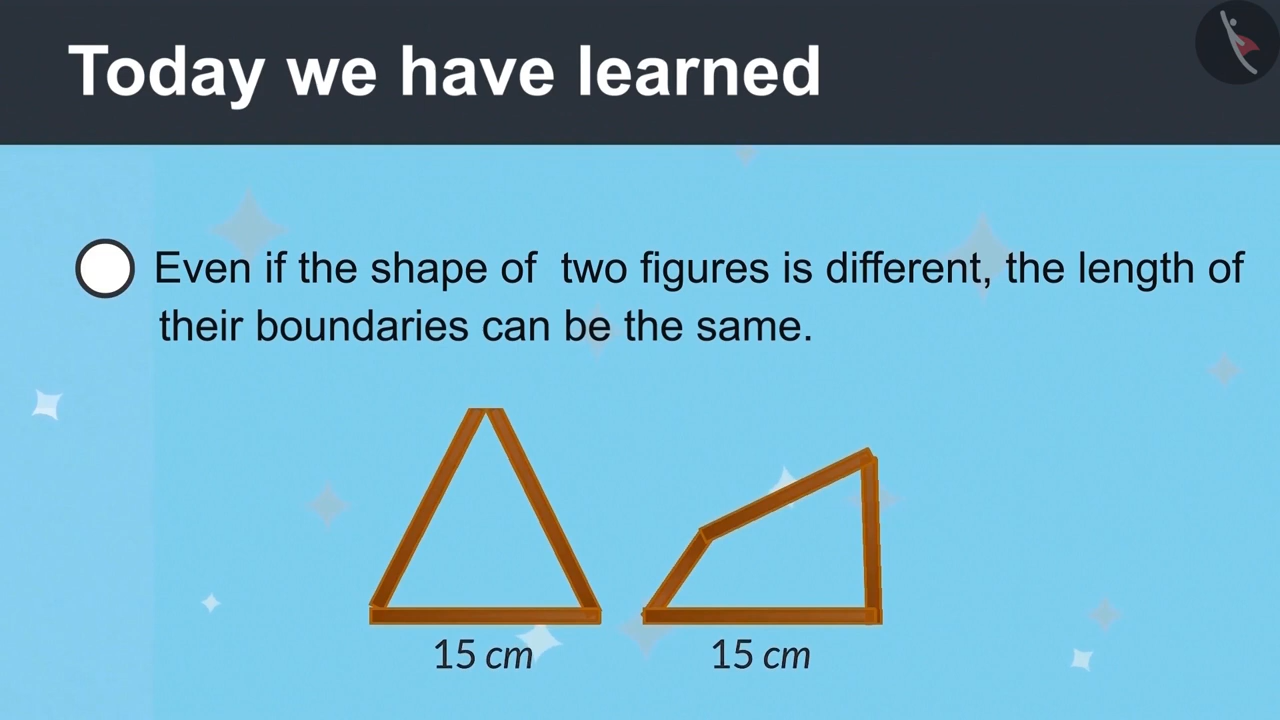 Today we have learned
Even if the shape of two figures is different, the length of
their boundaries can be the same.
15 cm
15 cm